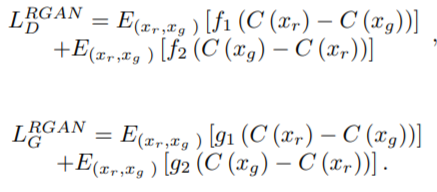 L_D^{RGAN} = E_{(x_r,x_g)} [f_1 (C (x_r) − C (x_g))]
+E_{(x_r,x_g)} [f_2 (C (x_g) − C (x_r))] ,
L_G^{RGAN} = E_{(x_r,x_g)} [g_1 (C (x_r) − C (x_g))]
+E_{(x_r,x_g)} [g_2 (C (x_g) − C (x_r))] .